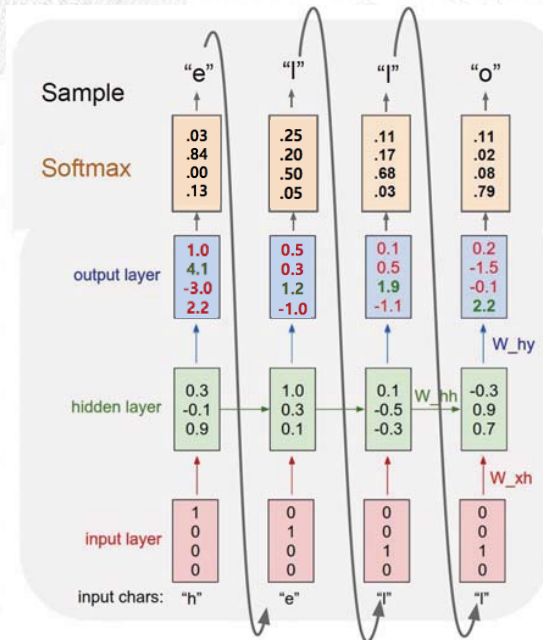 “e” “l” “l” “o”
Sample
.03 .25 .11 .11
.84 .20 .17 .02
.00 .50 .68 .08
.13 .05 .03 .79
Softmax
1.0 0.5 0.1 0.2
4.1 0.3 0.5 -1.5
-3.0 1.2 1.9 -0.1
2.2 -1.0 -1.1 2.2
output layer
W_hy
0.3 1.0 0.1 -0.3
-0.1 0.3 -0.5 0.9
0.9 0.1 -0.3 0.7
hidden layer
W_hh
W_xh
1 0 0 0
0 1 0 0
0 0 1 1
0 0 0 0
input layer
input chars: “h” “e” “l” “l”